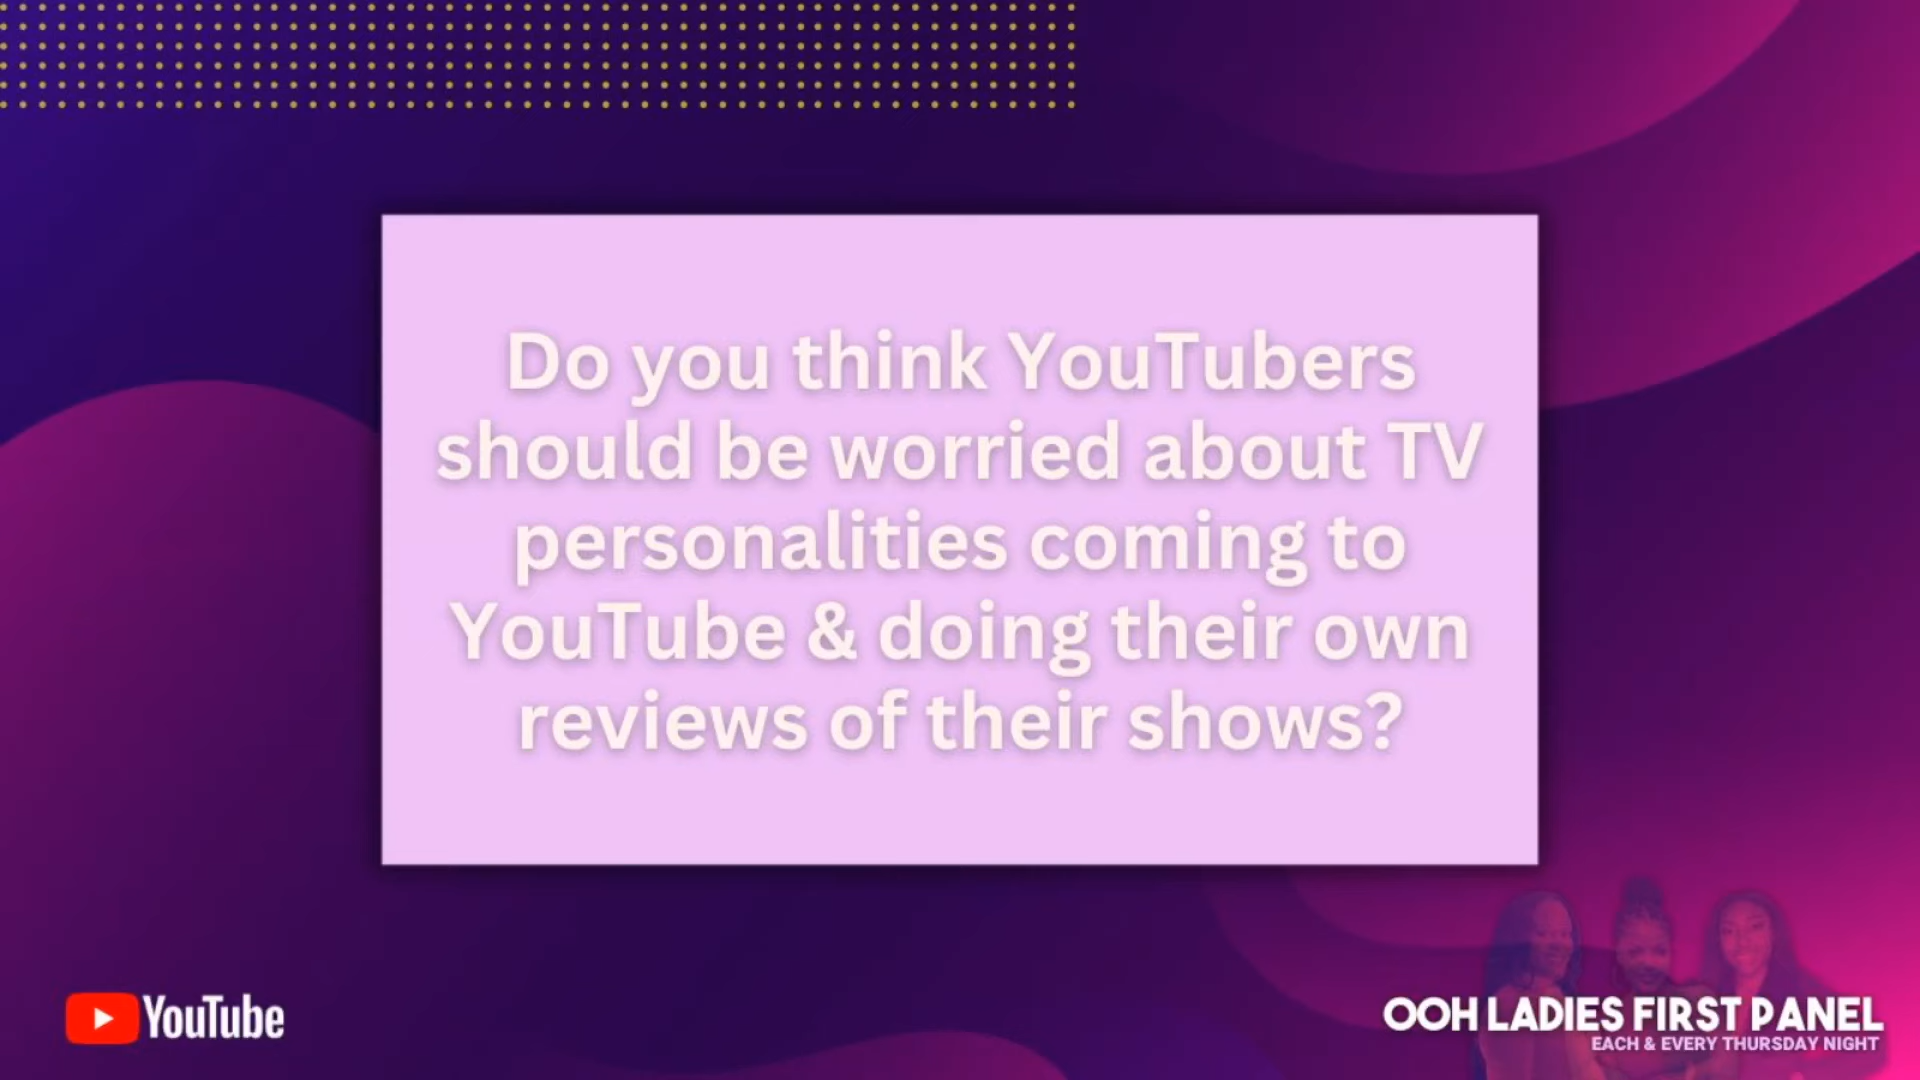 Do you think YouTubers
should be worried about TV
personalities coming to
YouTube & doing their own
reviews of their shows?
YouTube
OOH LADIES FIRST PANEL
EACH & EVERY THURSDAY NIGHT